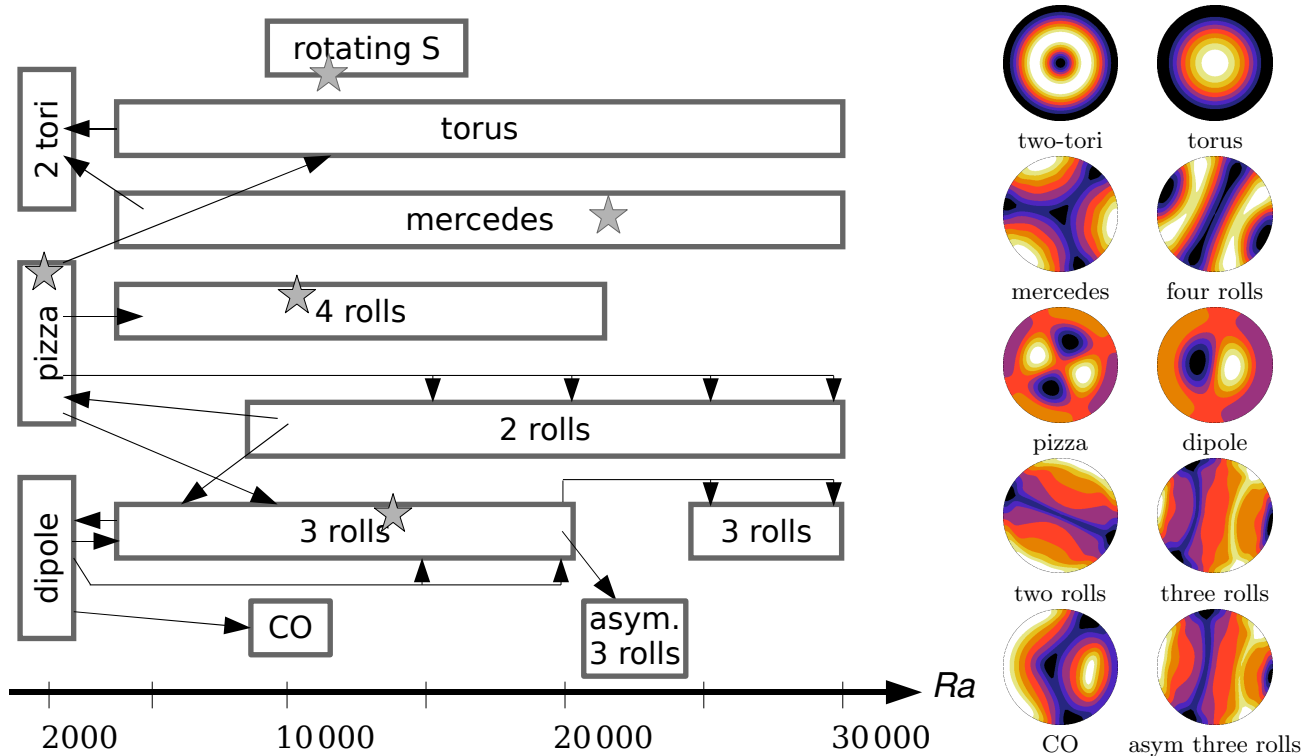 rotating S
2 tori
torus
mercedes
pizza
4 rolls
2 rolls
dipole
3 rolls
3 rolls
CO
asym.
3 rolls
Ra
2000
10 000
20 000
30 000
two-tori
torus
mercedes
four rolls
pizza
dipole
two rolls
three rolls
CO
asym three rolls